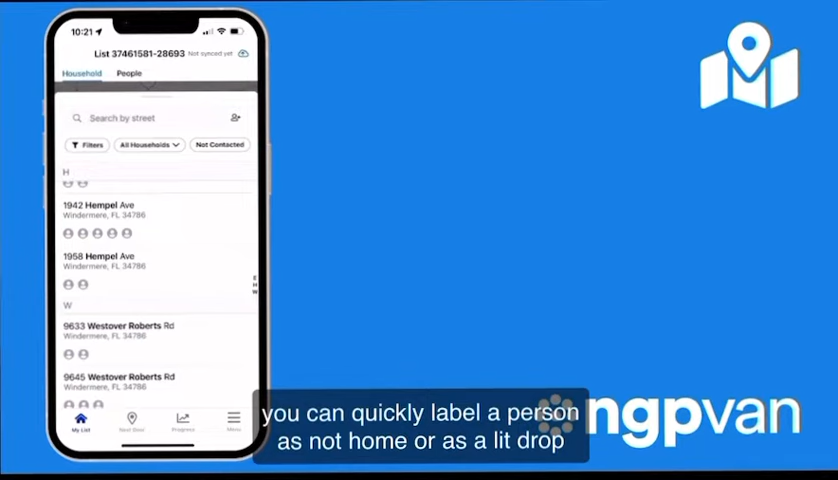 10:21
List 37461581-28693 Not synced yet
Household People
Search by street
Filters All Households Not Contacted
H
1942 Hempel Ave
Windermere, FL 34786
1958 Hempel Ave
Windermere, FL 34786
E
H
W
W
9633 Westover Roberts Rd
Windermere, FL 34786
9645 Westover Roberts Rd
Windermere, FL 34786
My List Next Door Progress Menu
you can quickly label a person
as not home or as a lit drop
ngpvan